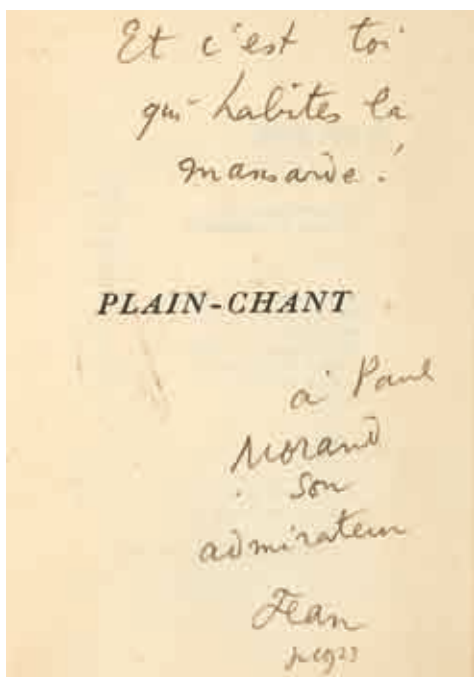 Et c'est toi
qui habites la
mansarde !
PLAIN-CHANT
à Paul
Morand
son
admirateur
Jean